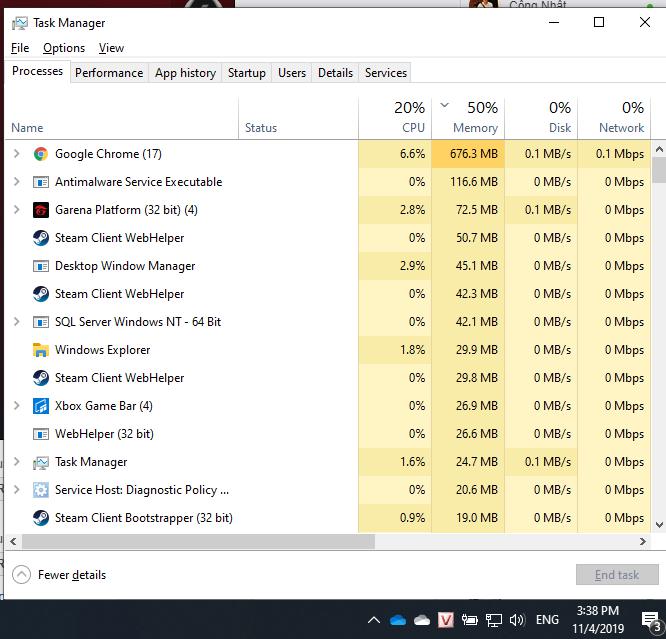 Công Nhật
Task Manager
File Options View
Processes Performance App history Startup Users Details Services
20% 50% 0% 0%
Name Status CPU Memory Disk Network
Google Chrome (17) 6.6% 676.3 MB 0.1 MB/s 0.1 Mbps
Antimalware Service Executable 0% 116.6 MB 0 MB/s 0 Mbps
Garena Platform (32 bit) (4) 2.8% 72.5 MB 0.1 MB/s 0 Mbps
Steam Client WebHelper 0% 50.7 MB 0 MB/s 0 Mbps
Desktop Window Manager 2.9% 45.1 MB 0 MB/s 0 Mbps
Steam Client WebHelper 0% 42.3 MB 0 MB/s 0 Mbps
SQL Server Windows NT - 64 Bit 0% 42.1 MB 0 MB/s 0 Mbps
Windows Explorer 1.8% 29.9 MB 0 MB/s 0 Mbps
Steam Client WebHelper 0% 29.8 MB 0 MB/s 0 Mbps
Xbox Game Bar (4) 0% 26.9 MB 0 MB/s 0 Mbps
WebHelper (32 bit) 0% 26.6 MB 0 MB/s 0 Mbps
Task Manager 1.6% 24.7 MB 0.1 MB/s 0 Mbps
Service Host: Diagnostic Policy ... 0% 20.6 MB 0 MB/s 0 Mbps
Steam Client Bootstrapper (32 bit) 0.9% 19.0 MB 0 MB/s 0 Mbps
Fewer details End task
V ENG 3:38 PM
11/4/2019 3